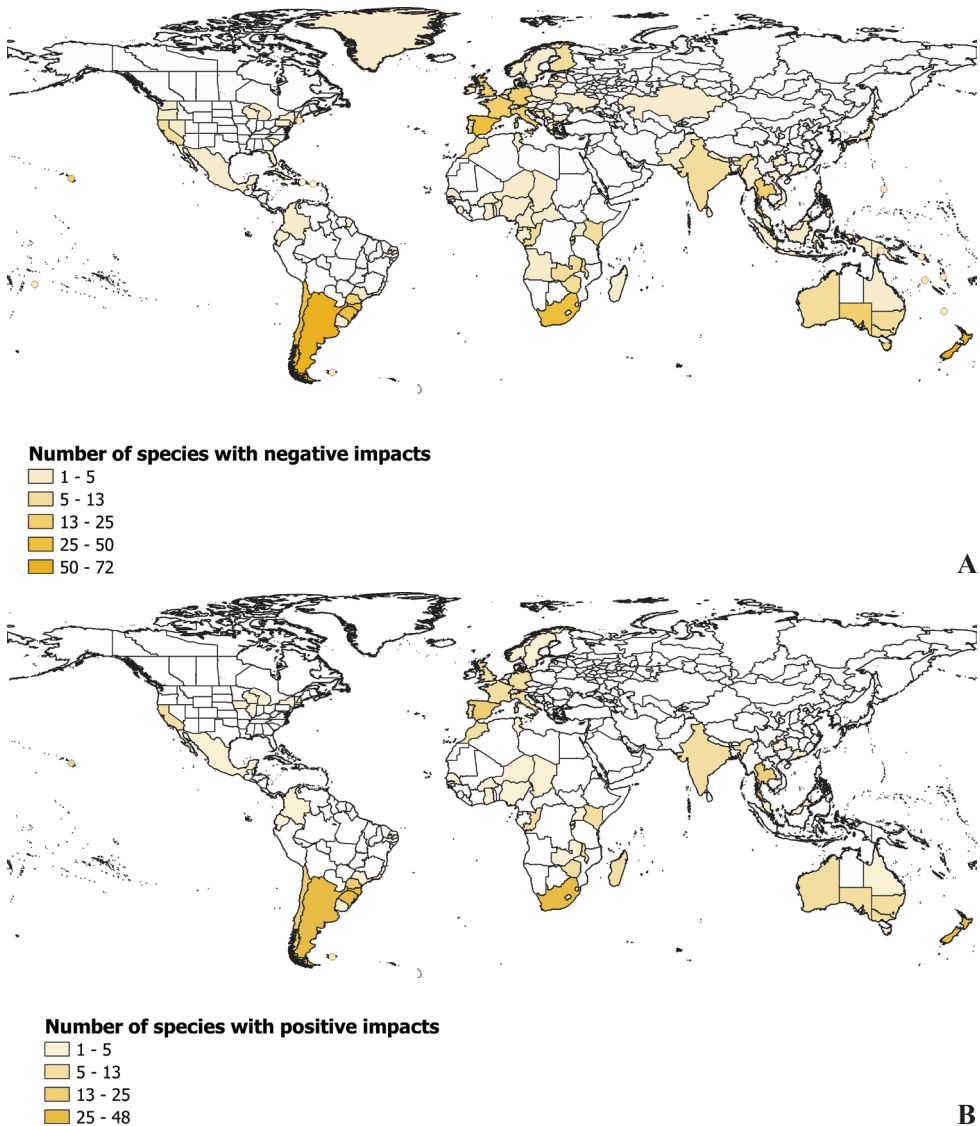 Number of species with negative impacts
1 - 5
5 - 13
13 - 25
25 - 50
50 - 72
A
Number of species with positive impacts
1 - 5
5 - 13
13 - 25
25 - 48
B